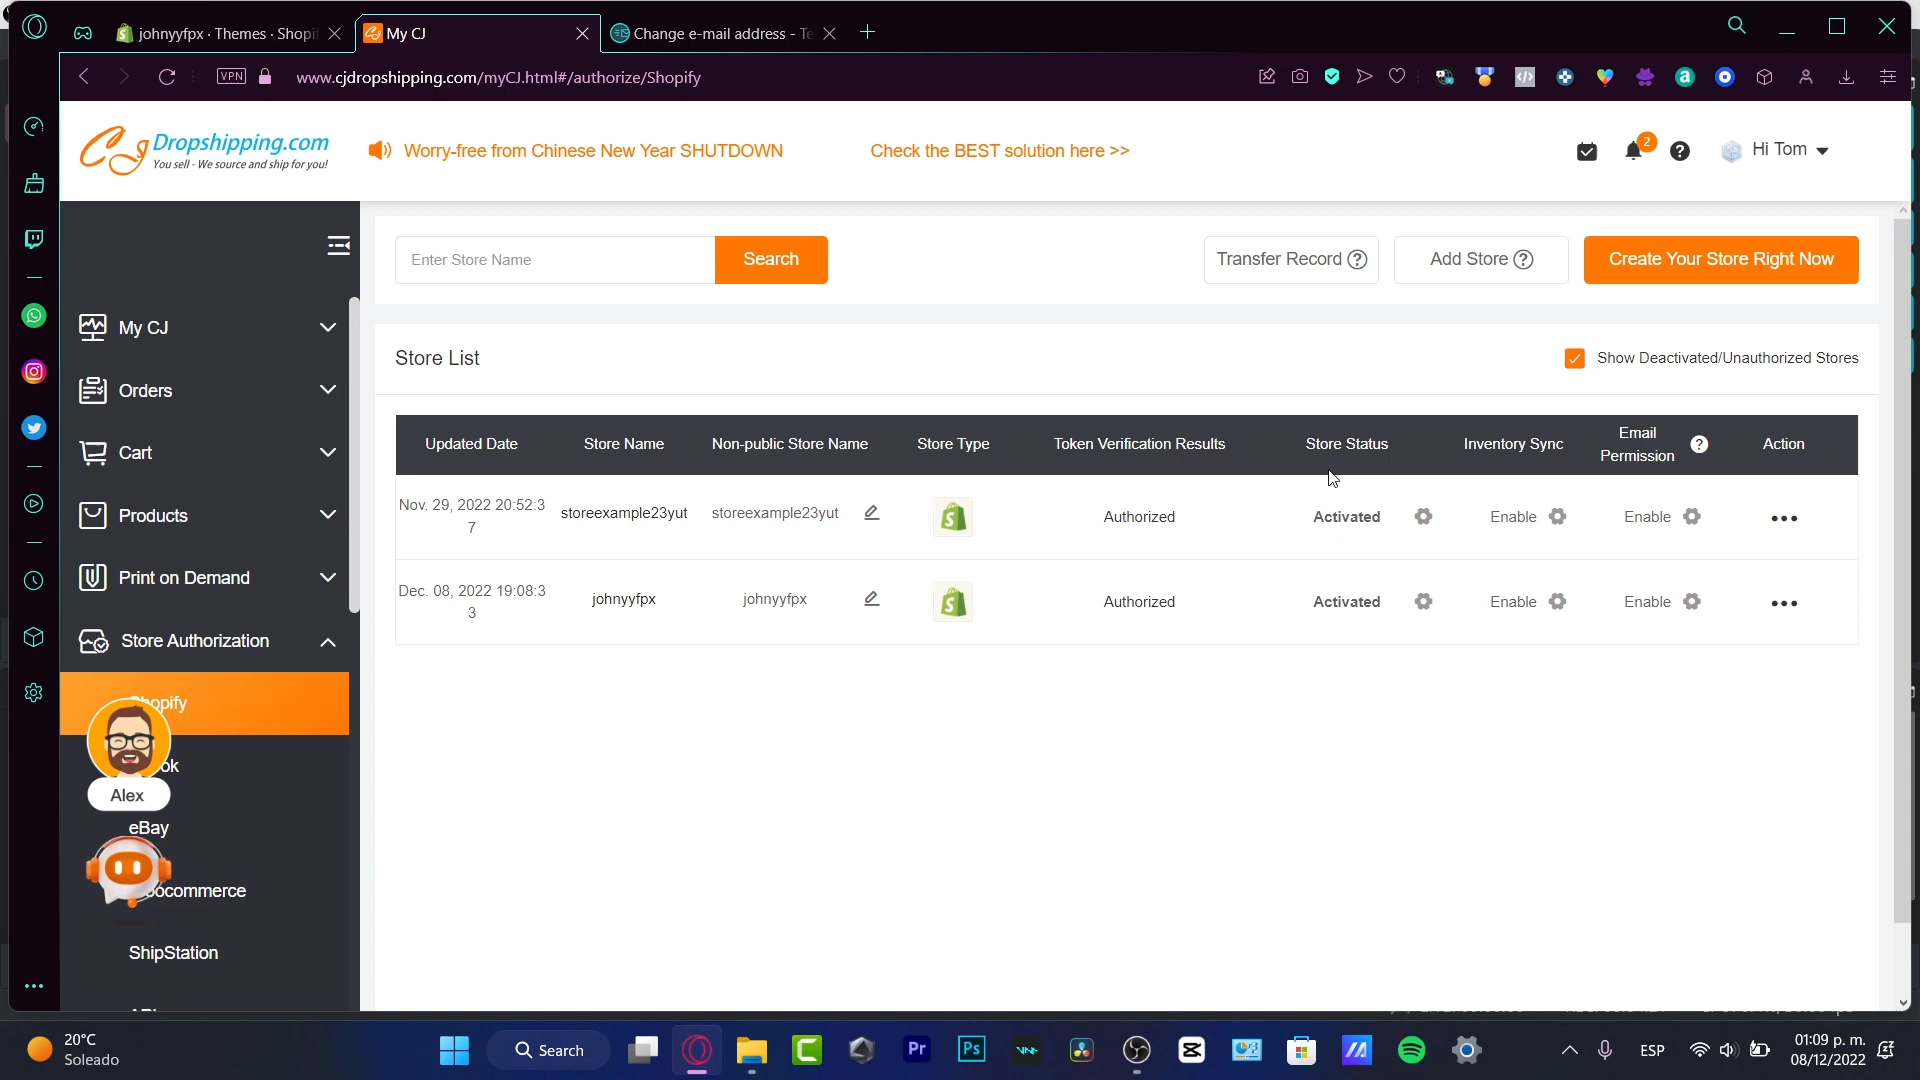 johnyyfpx · Themes · Shopi
My CJ
Change e-mail address - Te
VPN
www.cjdropshipping.com/myCJ.html#/authorize/Shopify
CJ Dropshipping.com
You sell - We source and ship for you!
Worry-free from Chinese New Year SHUTDOWN
Check the BEST solution here >>
2
Hi Tom
Enter Store Name
Search
Transfer Record
Add Store
Create Your Store Right Now
My CJ
Orders
Cart
Products
Print on Demand
Store Authorization
Shopify
ok
Alex
eBay
oocommerce
ShipStation
Store List
Show Deactivated/Unauthorized Stores
Updated Date
Store Name
Non-public Store Name
Store Type
Token Verification Results
Store Status
Inventory Sync
Email
Permission
Action
Nov. 29, 2022 20:52:3
7
storeexample23yut
storeexample23yut
Authorized
Activated
Enable
Enable
Dec. 08, 2022 19:08:3
3
johnyyfpx
johnyyfpx
Authorized
Activated
Enable
Enable
20°C
Soleado
Search
Pr
Ps
ESP
01:09 p. m.
08/12/2022